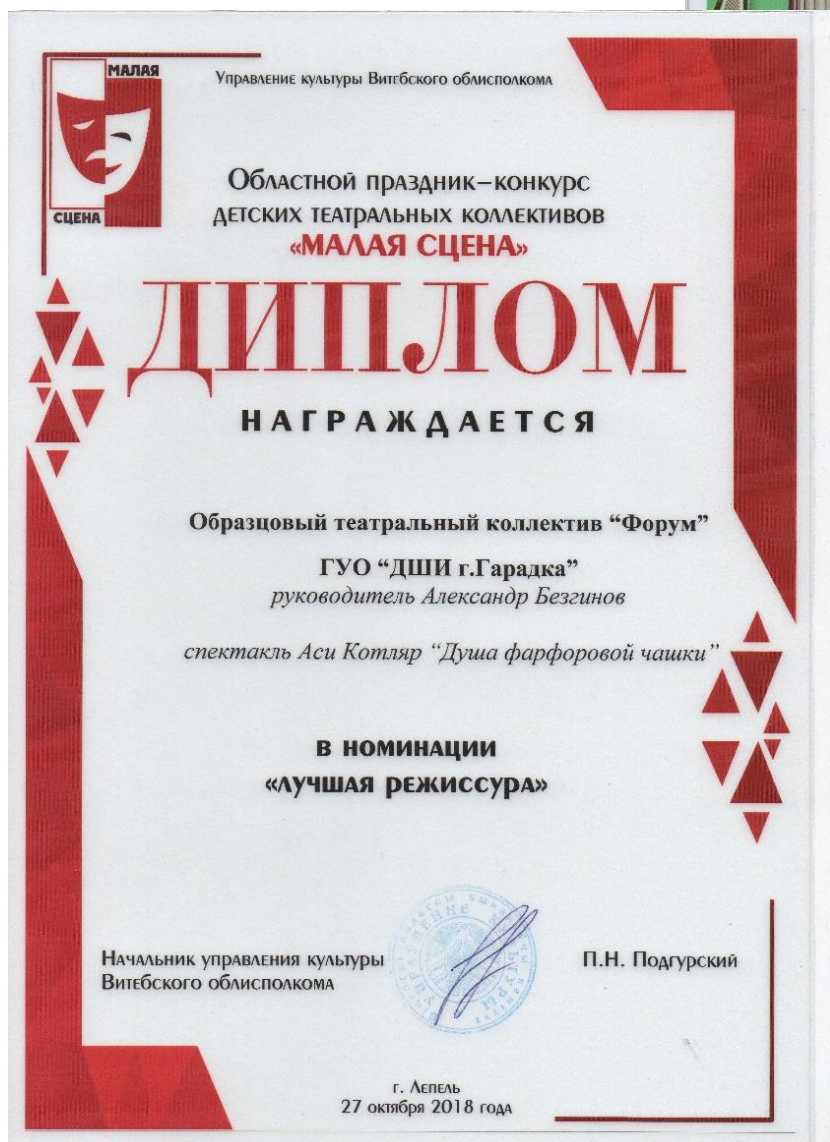 МАЛАЯ
СЦЕНА
Управление культуры Витебского облисполкома
Областной праздник–конкурс
детских театральных коллективов
«МАЛАЯ СЦЕНА»
ДИПЛОМ
НАГРАЖДАЕТСЯ
Образцовый театральный коллектив “Форум”
ГУО “ДШИ г.Гарадка”
руководитель Александр Безгинов
спектакль Аси Котляр “Душа фарфоровой чашки”
в номинации
«лучшая режиссура»
Начальник управления культуры
Витебского облисполкома
П.Н. Подгурский
г. Лепель
27 октября 2018 года